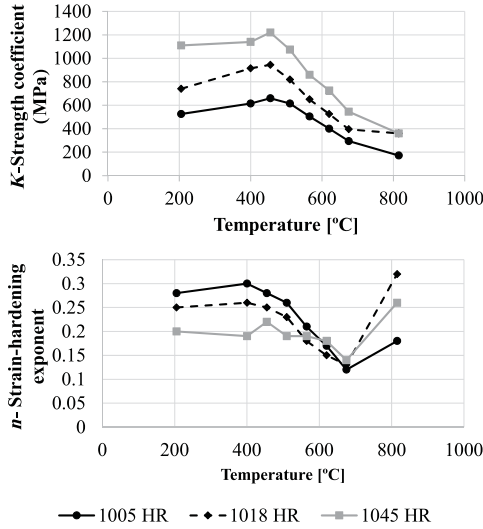 K-Strength coefficient
(MPa)
1400
1200
1000
800
600
400
200
0
0 200 400 600 800 1000
Temperature [ºC]
n- Strain-hardening
exponent
0.35
0.3
0.25
0.2
0.15
0.1
0.05
0
0 200 400 600 800 1000
Temperature [ºC]
1005 HR 1018 HR 1045 HR